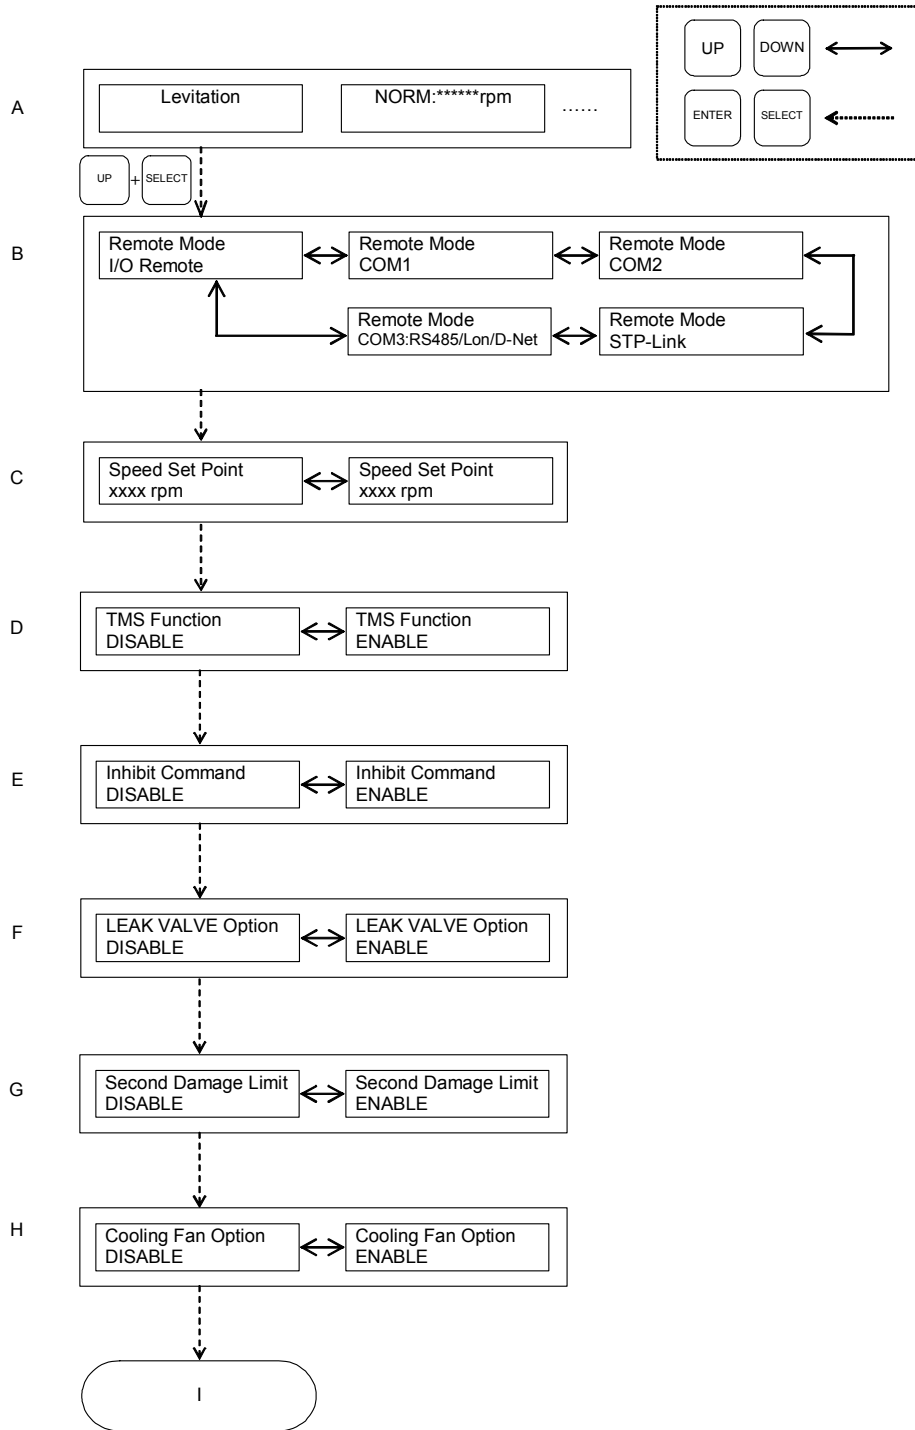 UP DOWN
ENTER SELECT
A
Levitation NORM:******rpm ......
UP + SELECT
B
Remote Mode Remote Mode Remote Mode
I/O Remote COM1 COM2
Remote Mode Remote Mode
COM3:RS485/Lon/D-Net STP-Link
C
Speed Set Point Speed Set Point
xxxx rpm xxxx rpm
D
TMS Function TMS Function
DISABLE ENABLE
E
Inhibit Command Inhibit Command
DISABLE ENABLE
F
LEAK VALVE Option LEAK VALVE Option
DISABLE ENABLE
G
Second Damage Limit Second Damage Limit
DISABLE ENABLE
H
Cooling Fan Option Cooling Fan Option
DISABLE ENABLE
I